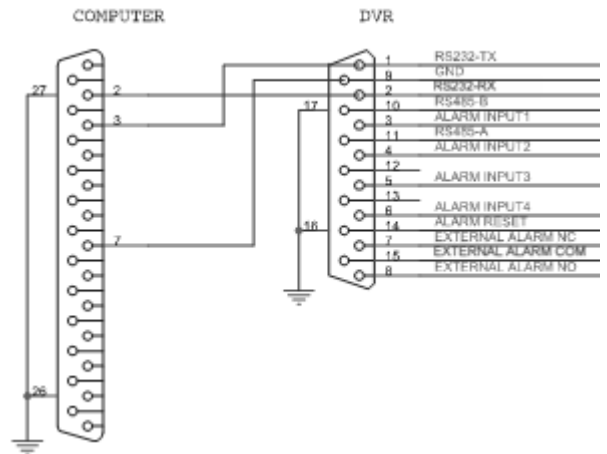 COMPUTER DVR
1 RS232-TX
9 GND
27 2 2 RS232-RX
17 10 RS485-B
3 3 ALARM INPUT1
11 RS485-A
4 ALARM INPUT2
12
5 ALARM INPUT3
13
6 ALARM INPUT4
16 14 ALARM RESET
7 7 EXTERNAL ALARM NC
15 EXTERNAL ALARM COM
8 EXTERNAL ALARM NO
26